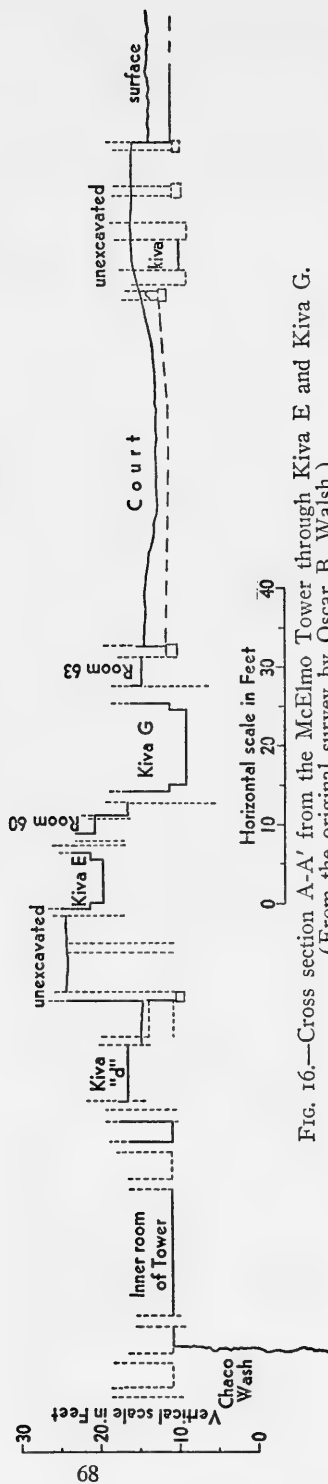 68
Vertical scale in Feet
30
20
10
0
Chaco
Wash
Inner room
of Tower
Kiva
"d"
unexcavated
Kiva E
Room 60
Kiva G
Room 63
Court
unexcavated
kiva
surface
Horizontal scale in Feet
0 10 20 30 40
FIG. 16.—Cross section A-A' from the McElmo Tower through Kiva E and Kiva G.
(From the original survey by Oscar B. Walsh.)